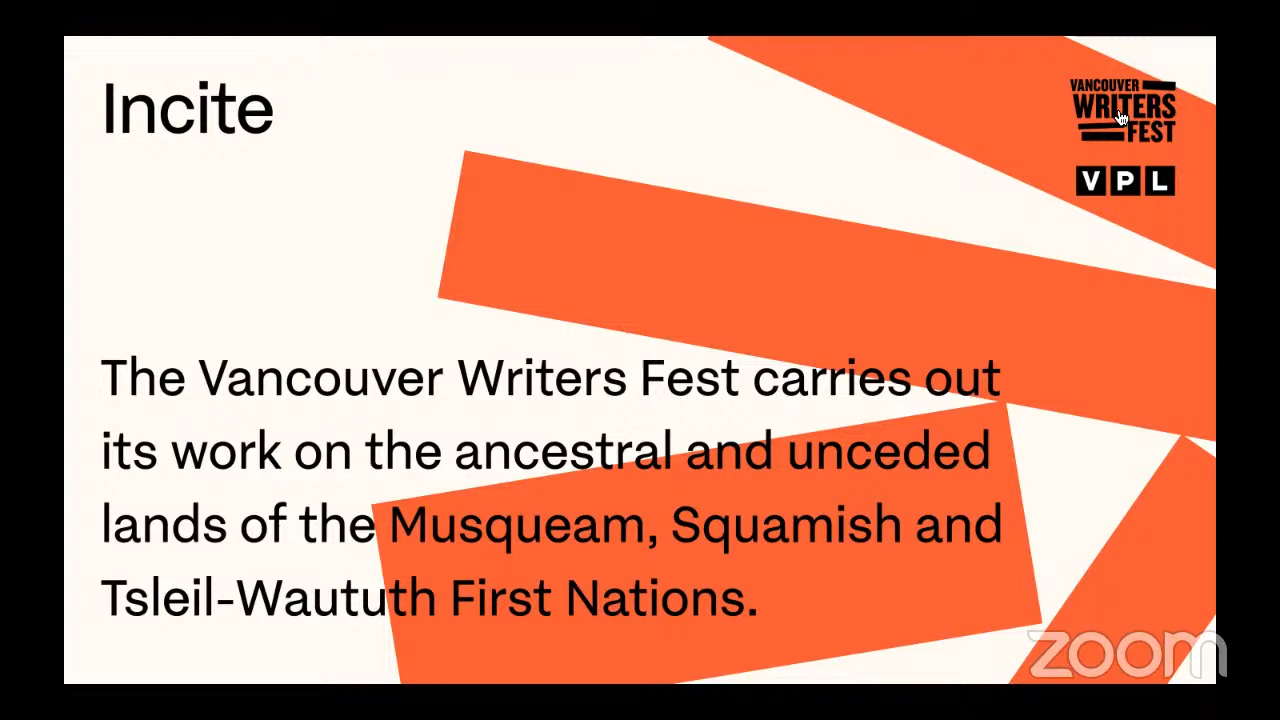 Incite
VANCOUVER
WRITERS
FEST
VPL
The Vancouver Writers Fest carries out
its work on the ancestral and unceded
lands of the Musqueam, Squamish and
Tsleil-Waututh First Nations.
zoom